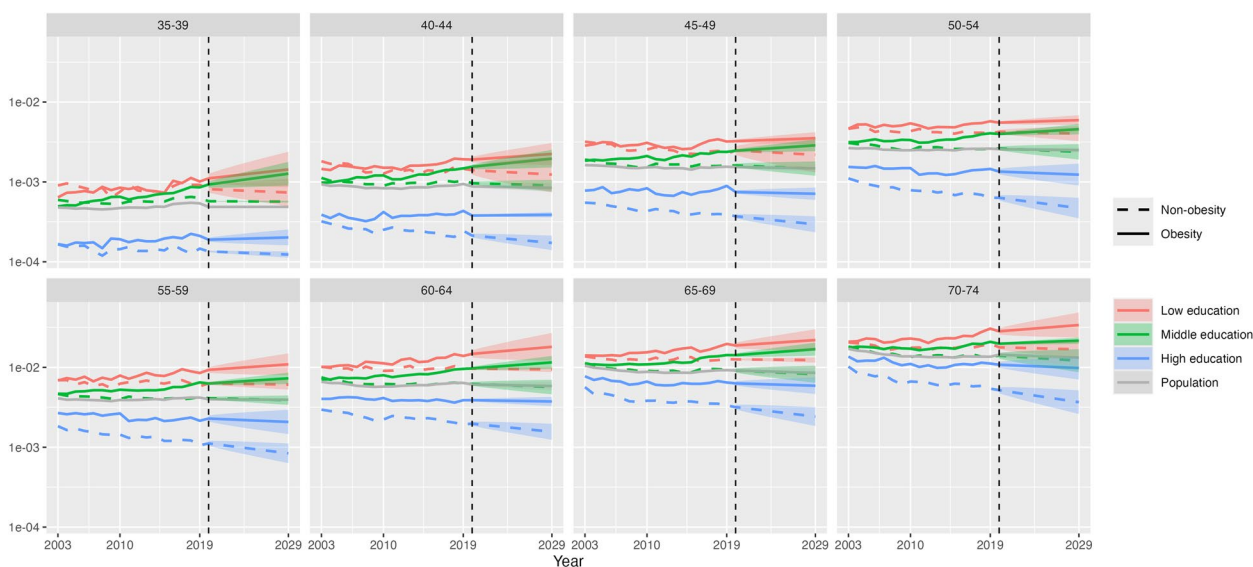 35-39 40-44 45-49 50-54
1e-02
1e-03
1e-04
Non-obesity
Obesity
55-59 60-64 65-69 70-74
Low education
Middle education
High education
Population
1e-02
1e-03
1e-04
2003 2010 2019 2029 2003 2010 2019 2029 2003 2010 2019 2029 2003 2010 2019 2029
Year